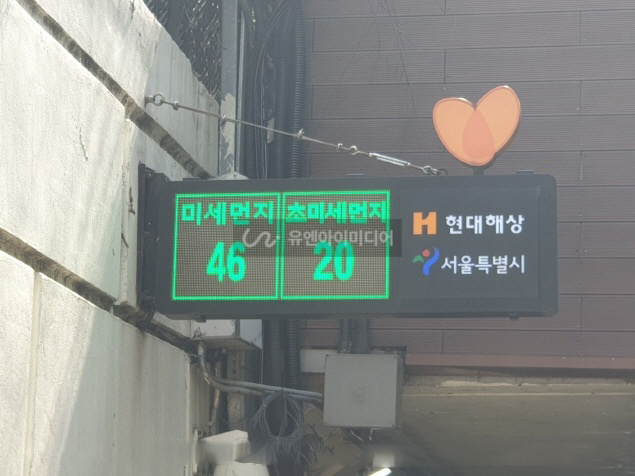 미세먼지 초미세먼지
46 20
유엔아이미디어
H 현대해상
서울특별시